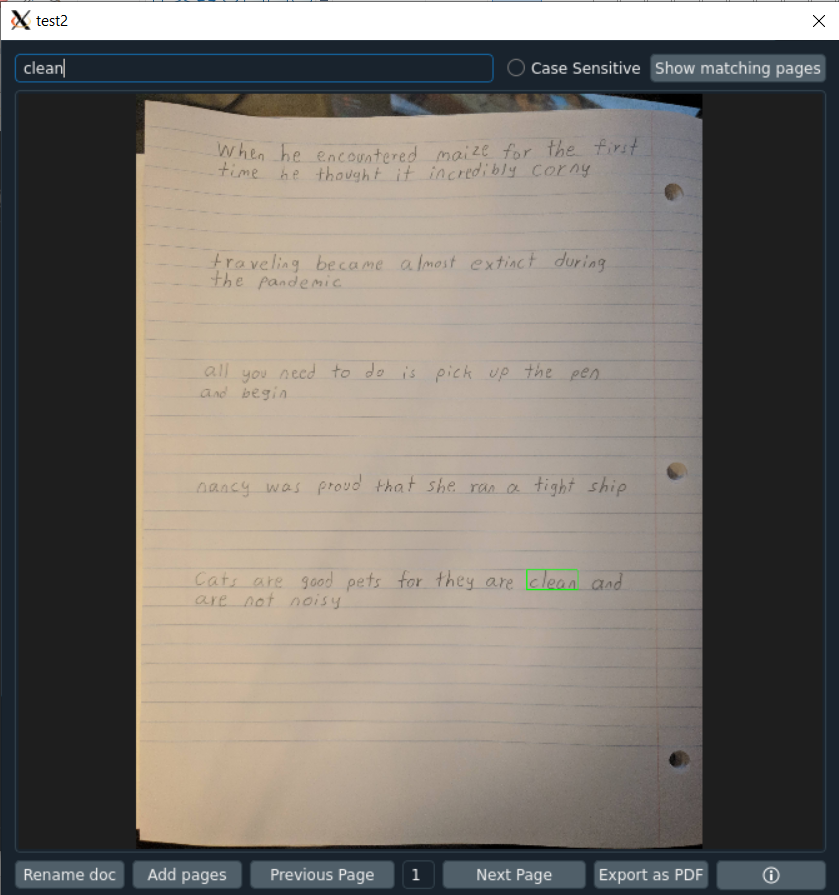 test2
clean
Case Sensitive
Show matching pages
When he encountered maize for the first
time he thought it incredibly corny
traveling became almost extinct during
the pandemic
all you need to do is pick up the pen
and begin
nancy was proud that she ran a tight ship
Cats are good pets for they are clean and
are not noisy
Rename doc
Add pages
Previous Page
1
Next Page
Export as PDF